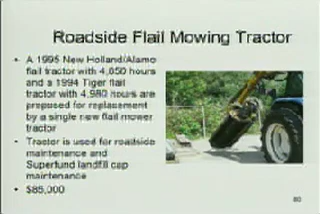 Roadside Flail Mowing Tractor
• A 1995 New Holland/Alamo
flail tractor with 4,050 hours
and a 1994 Tiger flail
tractor with 4,980 hours are
proposed for replacement
by a single new flail mower
tractor
• Tractor is used for roadside
maintenance and
Superfund landfill cap
maintenance
• $85,000